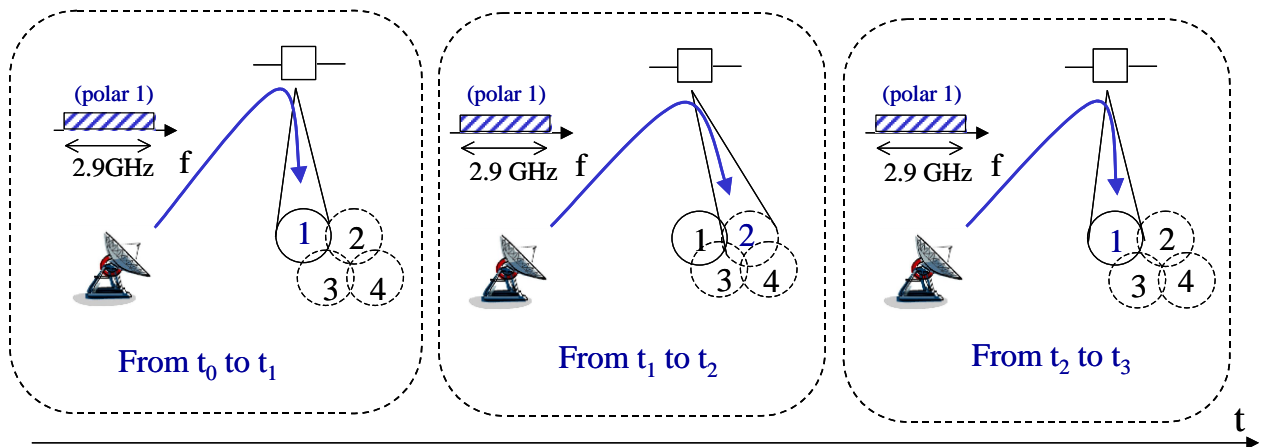 (polar 1)
2.9GHz
f
1
2
3
4
From t0 to t1
(polar 1)
2.9 GHz
f
1
2
3
4
From t1 to t2
(polar 1)
2.9 GHz
f
1
2
3
4
From t2 to t3
t